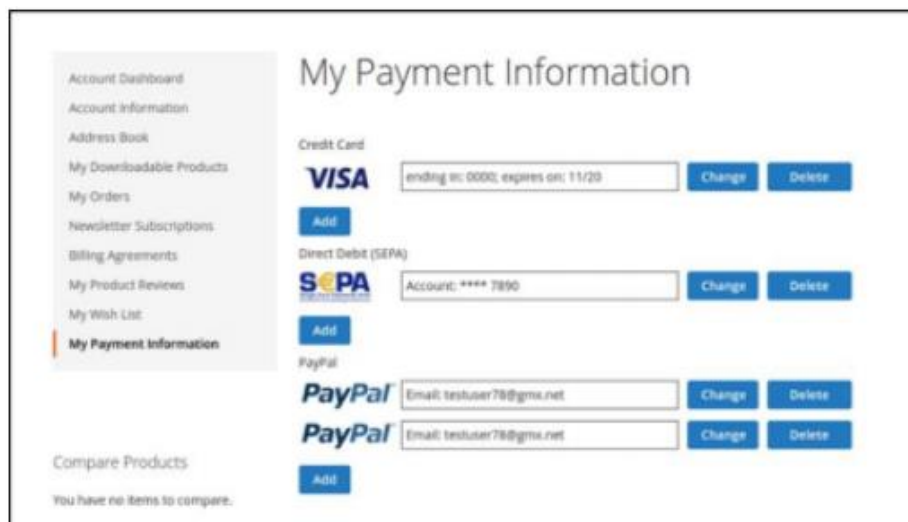 Account Dashboard
Account Information
Address Book
My Downloadable Products
My Orders
Newsletter Subscriptions
Billing Agreements
My Product Reviews
My Wish List
My Payment Information
Compare Products
You have no items to compare.
My Payment Information
Credit Card
VISA ending in: 0000; expires on: 11/20 Change Delete
Add
Direct Debit (SEPA)
S€PA Account: **** 7890 Change Delete
Add
PayPal
PayPal Email: testuser78@gmx.net Change Delete
PayPal Email: testuser78@gmx.net Change Delete
Add